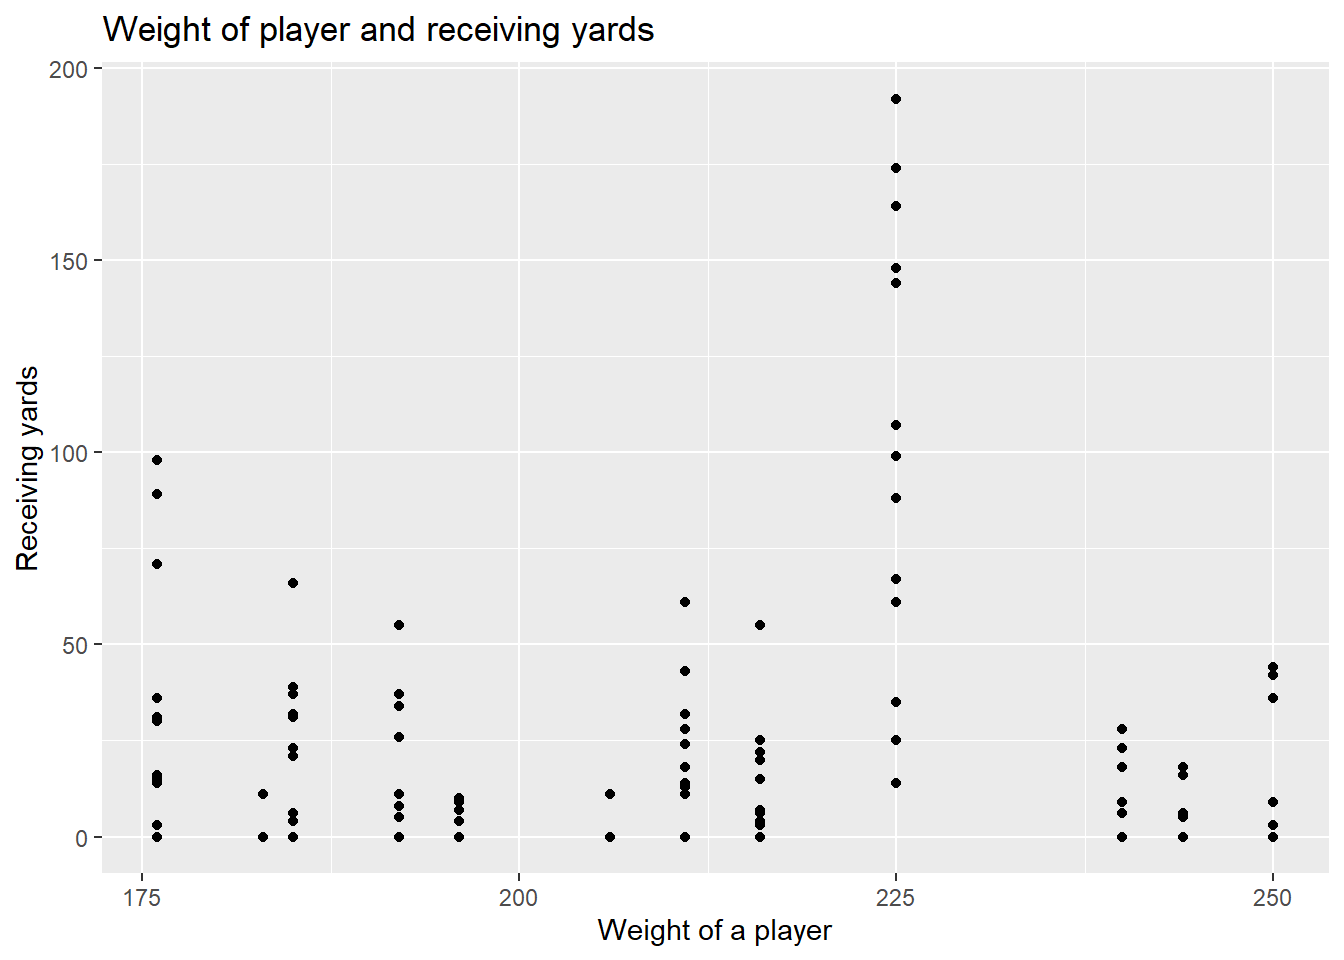 Weight of player and receiving yards
200
150
100
50
0
Receiving yards
175 200 225 250
Weight of a player